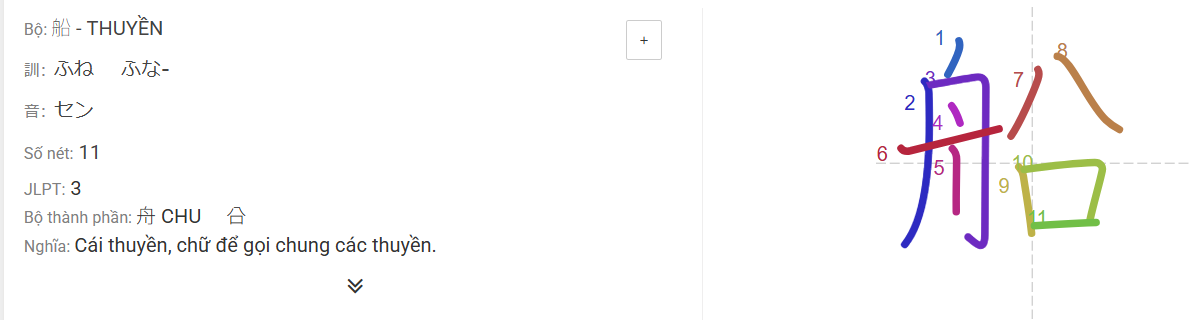 Bộ: 船 - THUYỀN
+
訓: ふね ふな-
音: セン
Số nét: 11
JLPT: 3
Bộ thành phần: 舟 CHU 㕣
Nghĩa: Cái thuyền, chữ để gọi chung các thuyền.
船
1
2
3
4
5
6
7
8
9
10
11